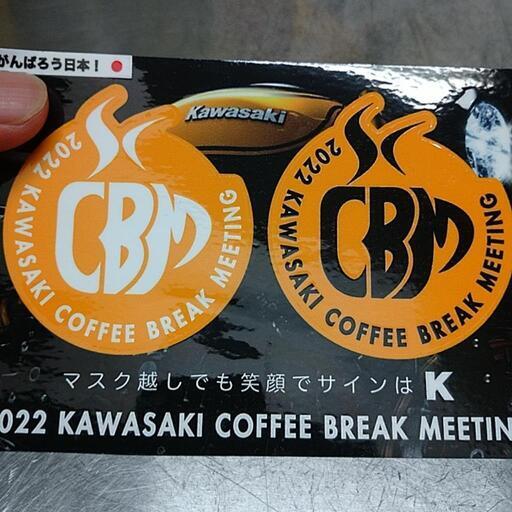 がんばろう日本！
Kawasaki
2022 KAWASAKI COFFEE BREAK MEETING
CBM
2022 KAWASAKI COFFEE BREAK MEETING
CBM
マスク越しでも笑顔でサインは K
2022 KAWASAKI COFFEE BREAK MEETIN